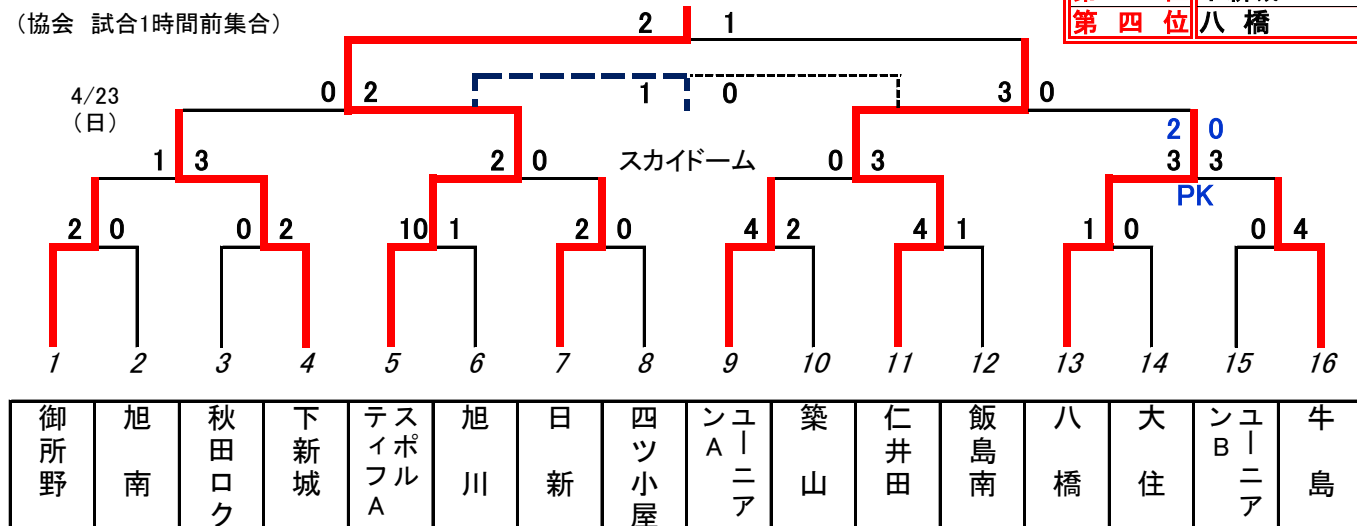 （協会 試合1時間前集合）
2 1
第四位 八橋
4/23
（日）
0 2
1 0
3 0
2 0
1 3
2 0
スカイドーム
0 3
3 3
PK
2 0
0 2
10 1
2 0
4 2
4 1
1 0
0 4
1 2 3 4 5 6 7 8 9 10 11 12 13 14 15 16
御所野
旭南
秋田ロク
下新城
スポルティフA
旭川
日新
四ツ小屋
ユーニアンA
築山
仁井田
飯島南
八橋
大住
ユーニアンB
牛島